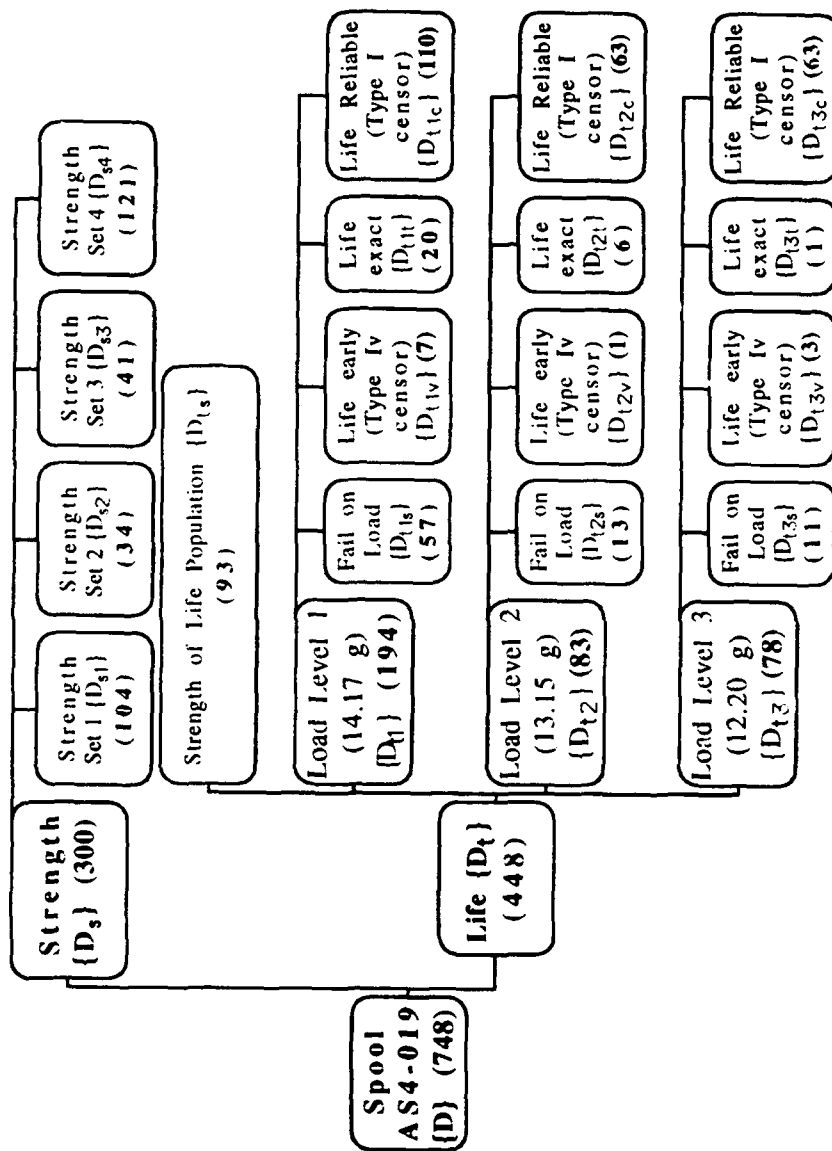 Spool
AS4-019
{D} (748)
Strength
{Ds} (300)
Strength
Set 1 {Ds1}
(104)
Strength
Set 2 {Ds2}
(34)
Strength
Set 3 {Ds3}
(41)
Strength
Set 4 {Ds4}
(121)
Life {Dt}
(448)
Strength of Life Population {Dts}
(93)
Load Level 1
(14.17 g)
{Dt1} (194)
Fail on
Load
{Dt1s}
(57)
Life early
(Type Iv
censor)
{Dt1v} (7)
Life
exact
{Dt1t}
(20)
Life Reliable
(Type I
censor)
{Dt1c} (110)
Load Level 2
(13.15 g)
{Dt2} (83)
Fail on
Load
{Dt2s}
(13)
Life early
(Type Iv
censor)
{Dt2v} (1)
Life
exact
{Dt2t}
(6)
Life Reliable
(Type I
censor)
{Dt2c} (63)
Load Level 3
(12.20 g)
{Dt3} (78)
Fail on
Load
{Dt3s}
(11)
Life early
(Type Iv
censor)
{Dt3v} (3)
Life
exact
{Dt3t}
(1)
Life Reliable
(Type I
censor)
{Dt3c} (63)